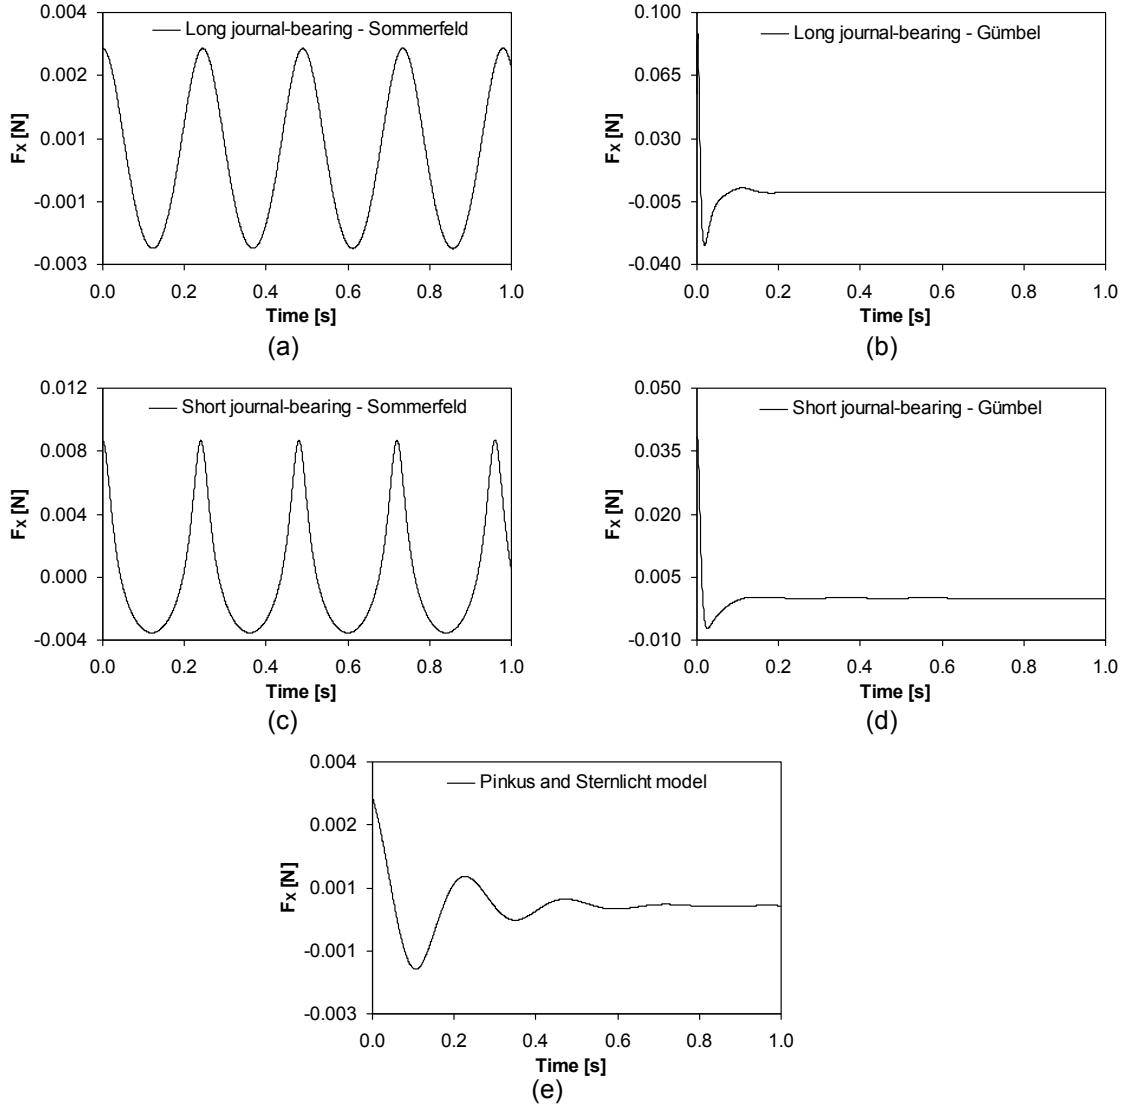 Long journal-bearing - Sommerfeld
0.004
0.002
0.001
-0.001
-0.003
Fx [N]
0.0 0.2 0.4 0.6 0.8 1.0
Time [s]
(a)
Long journal-bearing - Gümbel
0.100
0.065
0.030
-0.005
-0.040
Fx [N]
0.0 0.2 0.4 0.6 0.8 1.0
Time [s]
(b)
Short journal-bearing - Sommerfeld
0.012
0.008
0.004
0.000
-0.004
Fx [N]
0.0 0.2 0.4 0.6 0.8 1.0
Time [s]
(c)
Short journal-bearing - Gümbel
0.050
0.035
0.020
0.005
-0.010
Fx [N]
0.0 0.2 0.4 0.6 0.8 1.0
Time [s]
(d)
Pinkus and Sternlicht model
0.004
0.002
0.001
-0.001
-0.003
Fx [N]
0.0 0.2 0.4 0.6 0.8 1.0
Time [s]
(e)